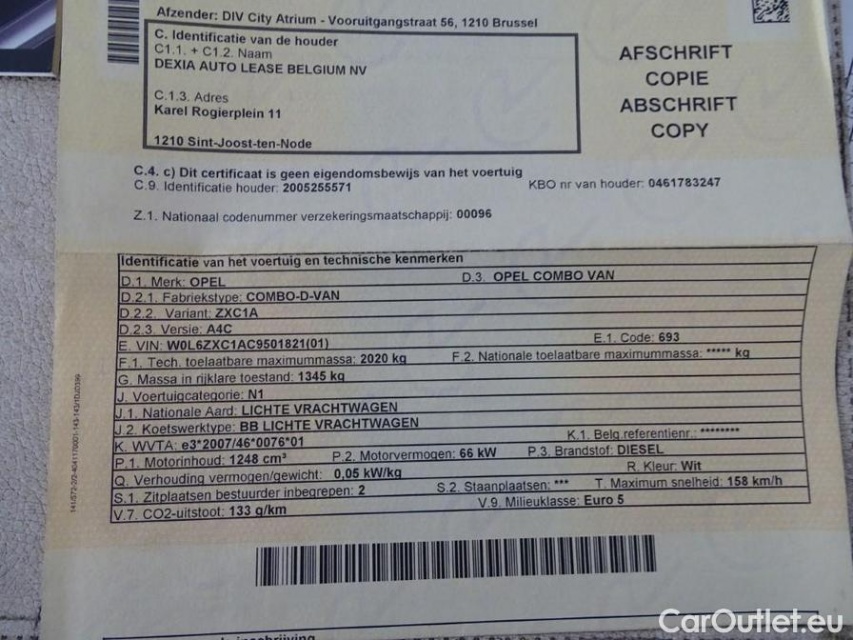 Afzender: DIV City Atrium - Vooruitgangstraat 56, 1210 Brussel
C. Identificatie van de houder
C1.1. + C1.2. Naam
DEXIA AUTO LEASE BELGIUM NV
C.1.3. Adres
Karel Rogierplein 11
1210 Sint-Joost-ten-Node
AFSCHRIFT
COPIE
ABSCHRIFT
COPY
C.4. c) Dit certificaat is geen eigendomsbewijs van het voertuig
C.9. Identificatie houder: 2005255571 KBO nr van houder: 0461783247
Z.1. Nationaal codenummer verzekeringsmaatschappij: 00096
Identificatie van het voertuig en technische kenmerken
D.1. Merk: OPEL D.3. OPEL COMBO VAN
D.2.1. Fabriekstype: COMBO-D-VAN
D.2.2. Variant: ZXC1A
D.2.3. Versie: A4C
E. VIN: W0L6ZXC1AC9501821(01) E.1. Code: 693
F.1. Tech. toelaatbare maximummassa: 2020 kg F.2. Nationale toelaatbare maximummassa: ***** kg
G. Massa in rijklare toestand: 1345 kg
J. Voertuigcategorie: N1
J.1. Nationale Aard: LICHTE VRACHTWAGEN
J.2. Koetswerktype: BB LICHTE VRACHTWAGEN
K. WVTA: e3*2007/46*0076*01 K.1. Belg.referentienr.: ********
P.1. Motorinhoud: 1248 cm³ P.2. Motorvermogen: 66 kW P.3. Brandstof: DIESEL
Q. Verhouding vermogen/gewicht: 0,05 kW/kg R. Kleur: Wit
S.1. Zitplaatsen bestuurder inbegrepen: 2 S.2. Staanplaatsen: *** T. Maximum snelheid: 158 km/h
V.7. CO2-uitstoot: 133 g/km V.9. Milieuklasse: Euro 5
CarOutlet.eu